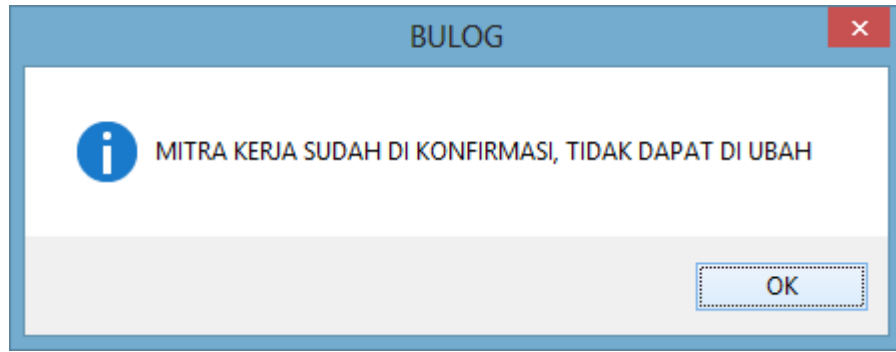 BULOG
MITRA KERJA SUDAH DI KONFIRMASI, TIDAK DAPAT DI UBAH
OK